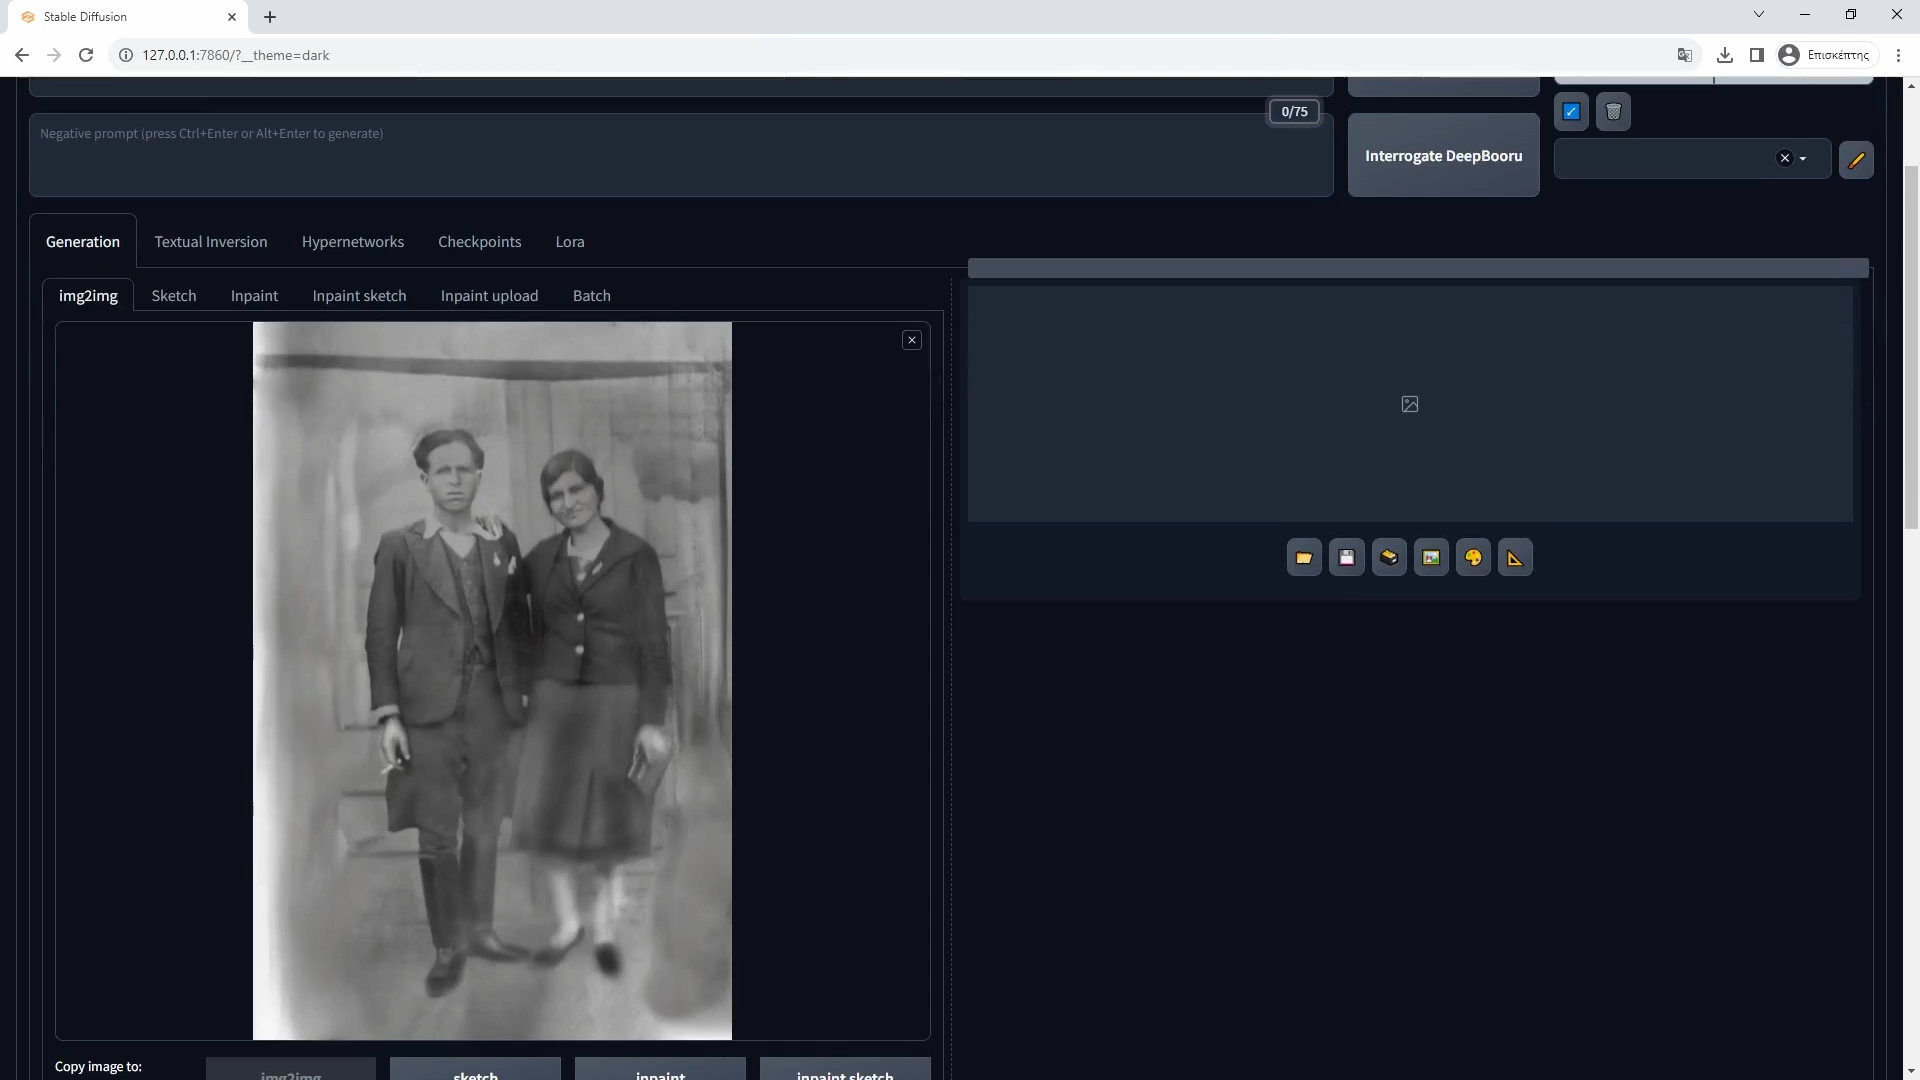 Stable Diffusion
127.0.0.1:7860/?__theme=dark
Επισκέπτης
0/75
Negative prompt (press Ctrl+Enter or Alt+Enter to generate)
Interrogate DeepBooru
Generation Textual Inversion Hypernetworks Checkpoints Lora
img2img Sketch Inpaint Inpaint sketch Inpaint upload Batch
Copy image to: img2img sketch inpaint inpaint sketch